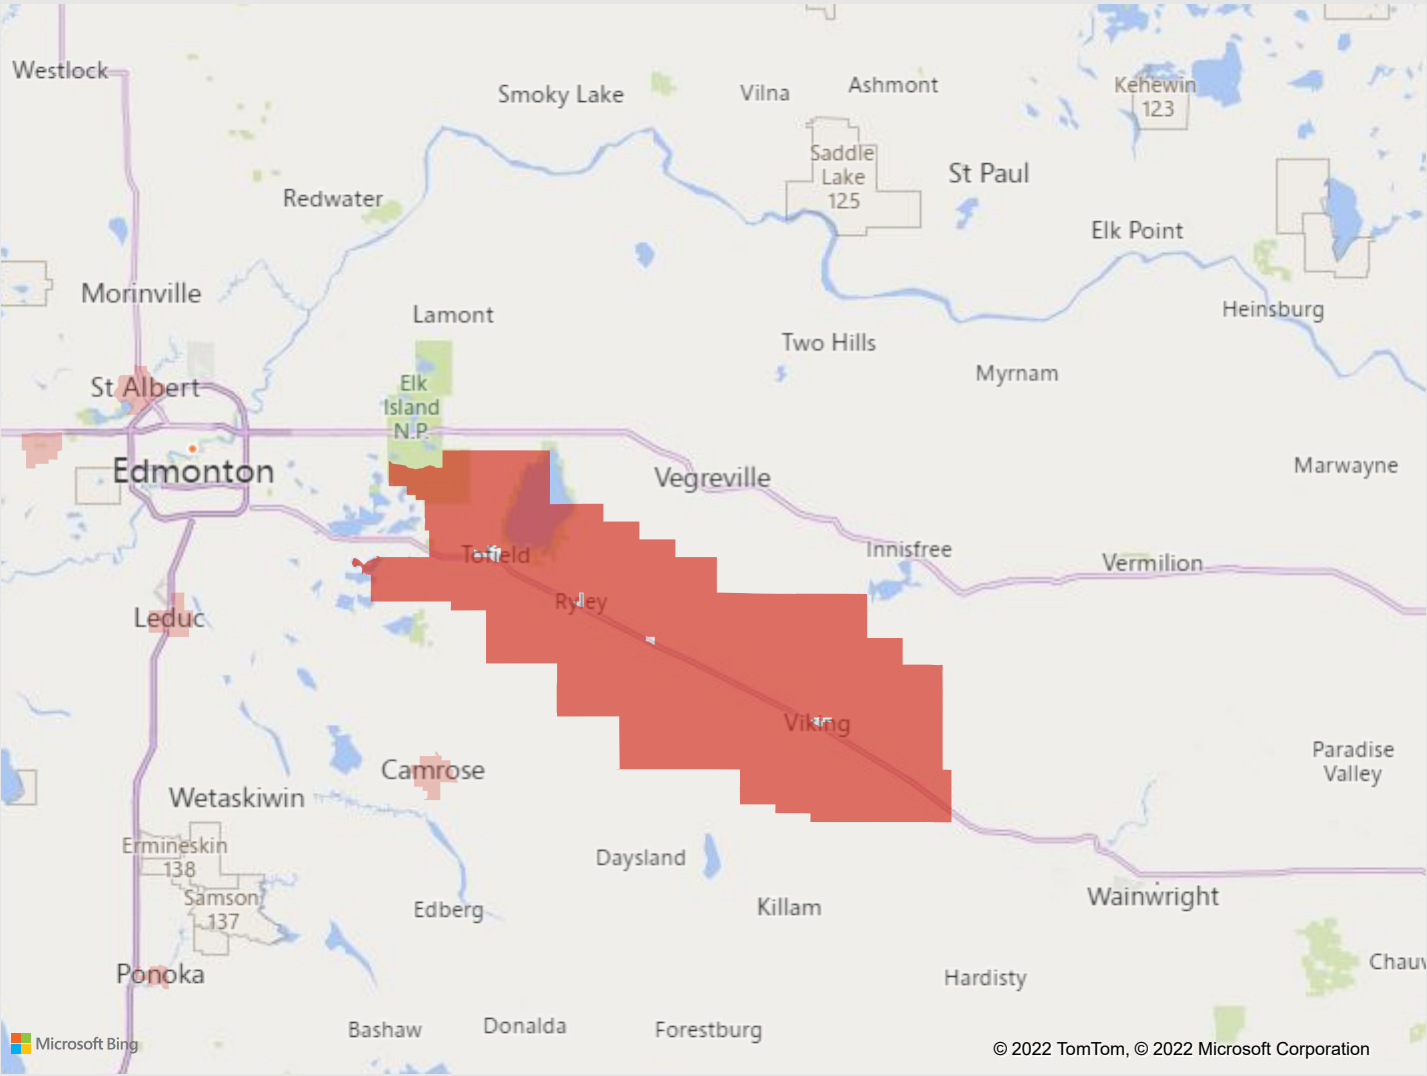 Westlock
Smoky Lake
Vilna
Ashmont
Kehewin
123
Saddle
Lake
125
St Paul
Redwater
Elk Point
Morinville
Heinsburg
Lamont
Two Hills
Myrnam
St Albert
Elk
Island
N.P.
Edmonton
Vegreville
Marwayne
Tofield
Innisfree
Vermilion
Ryley
Leduc
Viking
Paradise
Valley
Camrose
Wetaskiwin
Ermineskin
138
Daysland
Samson
137
Edberg
Killam
Wainwright
Ponoka
Hardisty
Chauv
Bashaw
Donalda
Forestburg
Microsoft Bing
© 2022 TomTom, © 2022 Microsoft Corporation